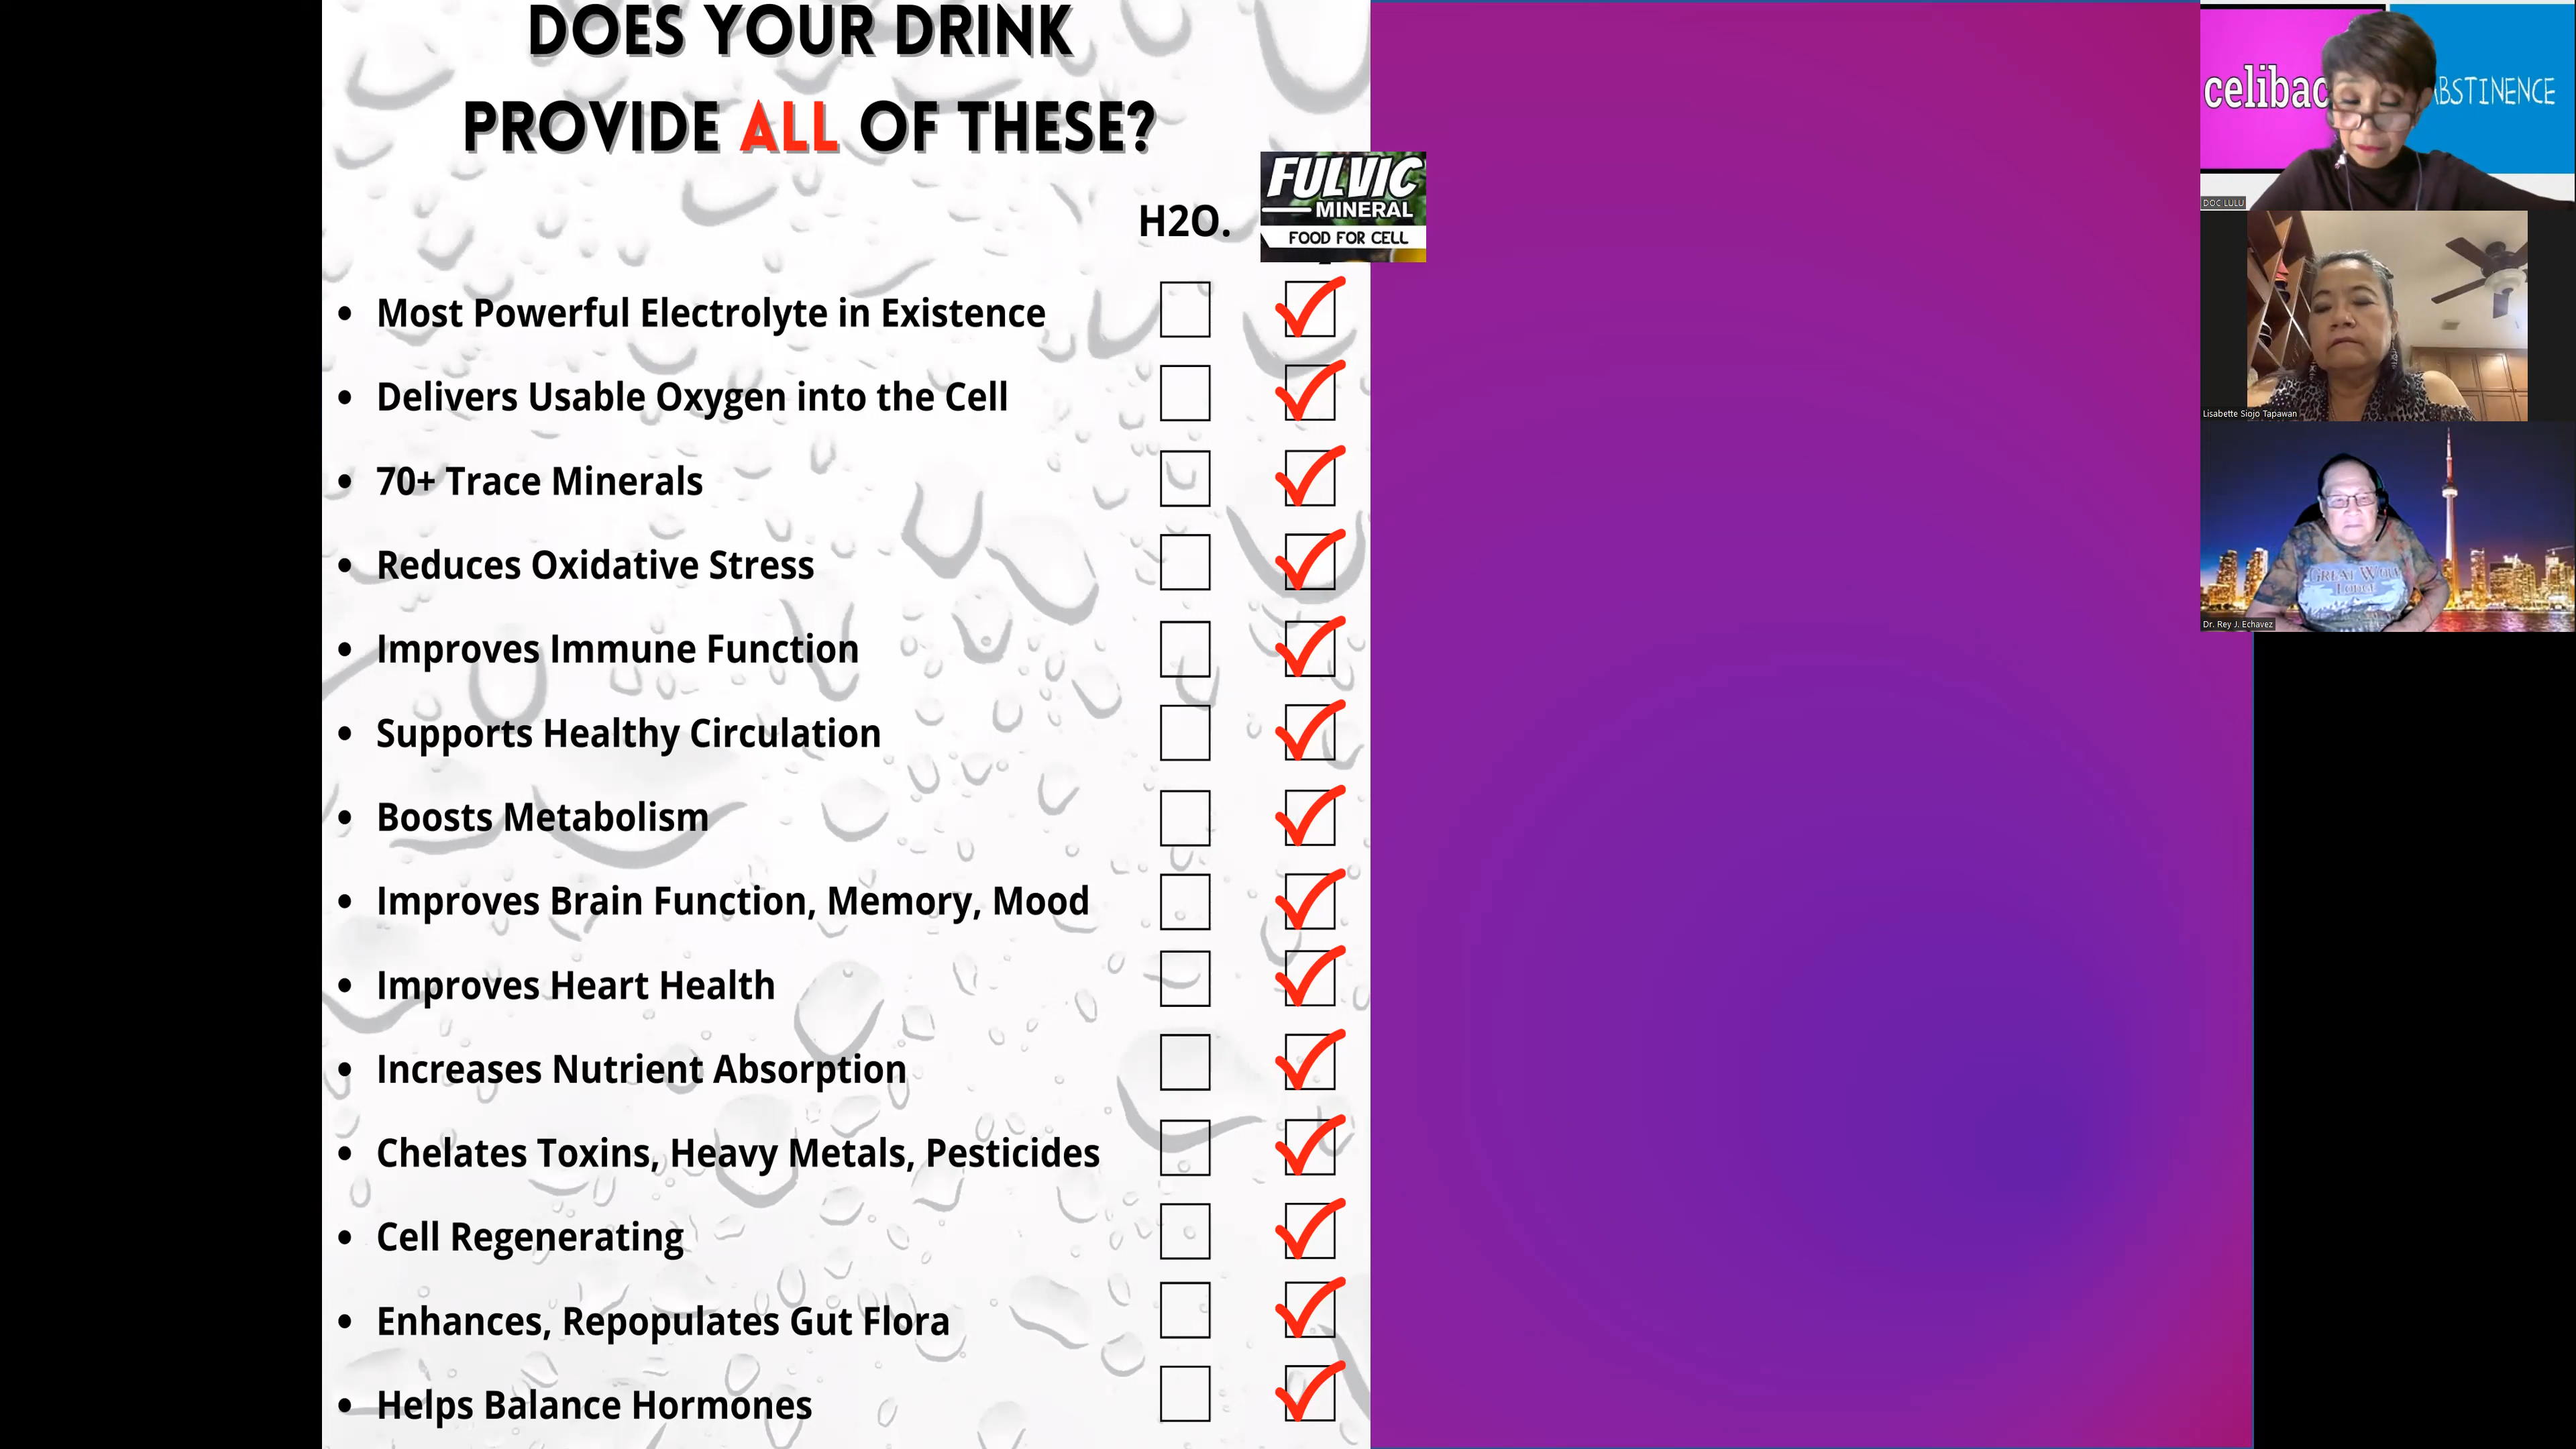 DOES YOUR DRINK
PROVIDE ALL OF THESE?
H2O.
FULVIC
MINERAL
FOOD FOR CELL
• Most Powerful Electrolyte in Existence
• Delivers Usable Oxygen into the Cell
• 70+ Trace Minerals
• Reduces Oxidative Stress
• Improves Immune Function
• Supports Healthy Circulation
• Boosts Metabolism
• Improves Brain Function, Memory, Mood
• Improves Heart Health
• Increases Nutrient Absorption
• Chelates Toxins, Heavy Metals, Pesticides
• Cell Regenerating
• Enhances, Repopulates Gut Flora
• Helps Balance Hormones
celibac
BSTINENCE
DOC LULU
Lisabette Siojo Tapawan
GREAT WOLF
LODGE
Dr. Rey J. Echavez